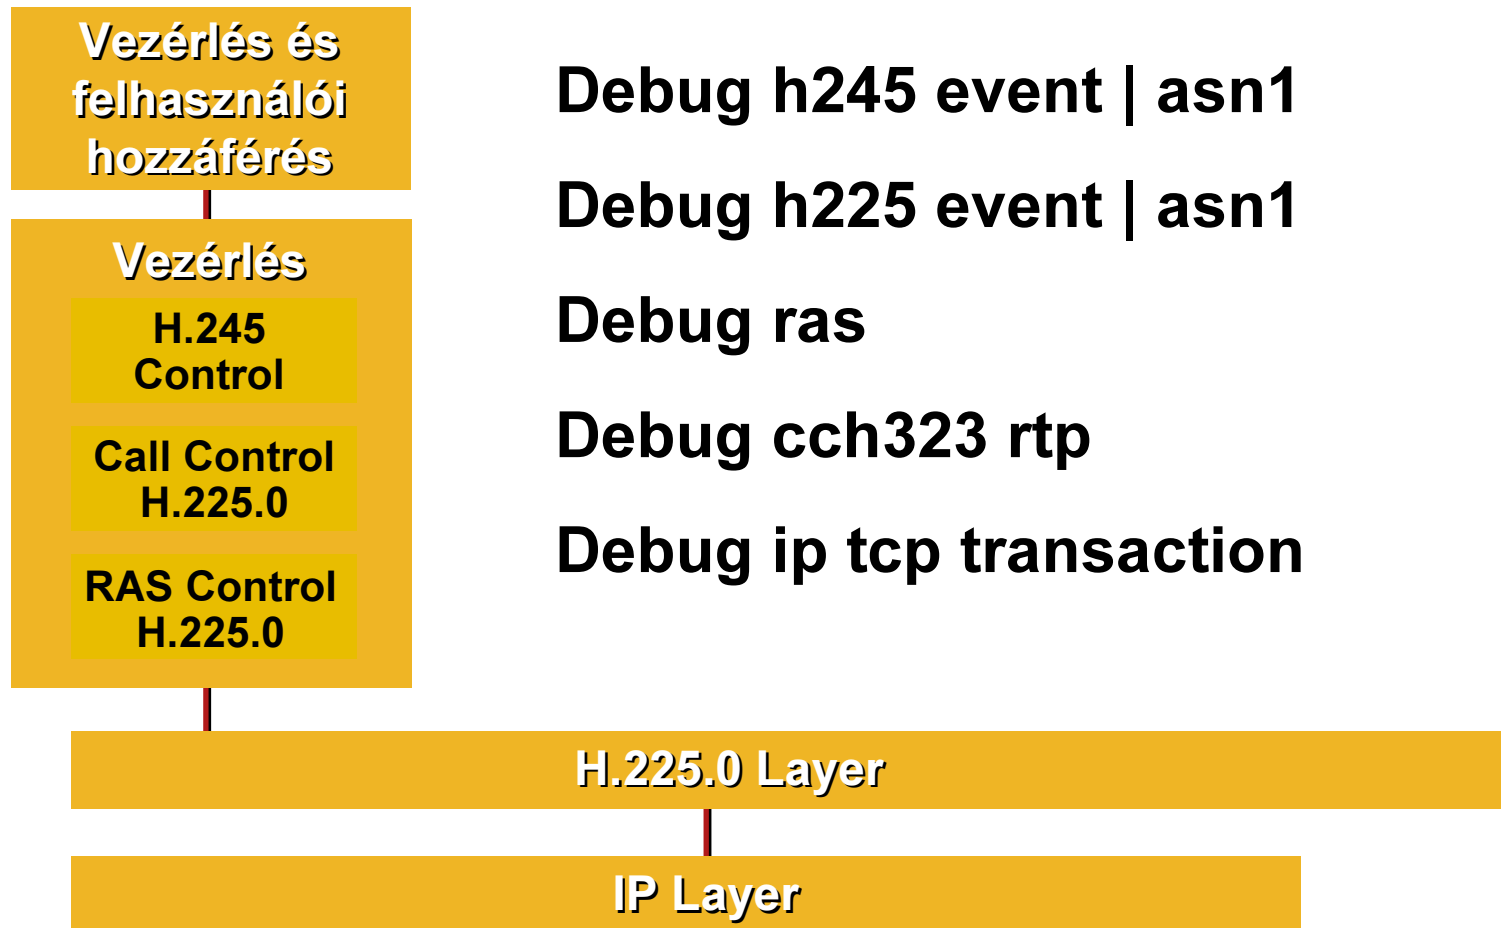 Vezérlés és
felhasználói
hozzáférés
Vezérlés
H.245
Control
Call Control
H.225.0
RAS Control
H.225.0
Debug h245 event | asn1
Debug h225 event | asn1
Debug ras
Debug cch323 rtp
Debug ip tcp transaction
H.225.0 Layer
IP Layer